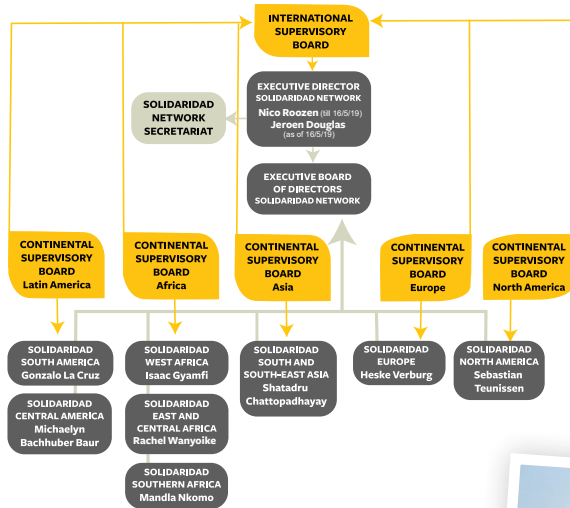 INTERNATIONAL
SUPERVISORY
BOARD
EXECUTIVE DIRECTOR
SOLIDARIDAD NETWORK
Nico Roozen (till 16/5/19)
Jeroen Douglas
(as of 16/5/19)
SOLIDARIDAD
NETWORK
SECRETARIAT
EXECUTIVE BOARD
OF DIRECTORS
SOLIDARIDAD NETWORK
CONTINENTAL
SUPERVISORY
BOARD
Latin America
CONTINENTAL
SUPERVISORY
BOARD
Africa
CONTINENTAL
SUPERVISORY
BOARD
Asia
CONTINENTAL
SUPERVISORY
BOARD
Europe
CONTINENTAL
SUPERVISORY
BOARD
North America
SOLIDARIDAD
SOUTH AMERICA
Gonzalo La Cruz
SOLIDARIDAD
WEST AFRICA
Isaac Gyamfi
SOLIDARIDAD
SOUTH AND
SOUTH-EAST ASIA
Shatadru
Chattopadhayay
SOLIDARIDAD
EUROPE
Heske Verburg
SOLIDARIDAD
NORTH AMERICA
Sebastian
Teunissen
SOLIDARIDAD
CENTRAL AMERICA
Michaelyn
Bachhuber Baur
SOLIDARIDAD
EAST AND
CENTRAL AFRICA
Rachel Wanyoike
SOLIDARIDAD
SOUTHERN AFRICA
Mandla Nkomo